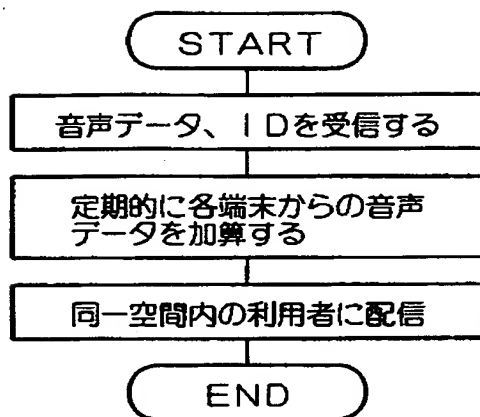 START
音声データ、IDを受信する
定期的に各端末からの音声
データを加算する
同一空間内の利用者に配信
END